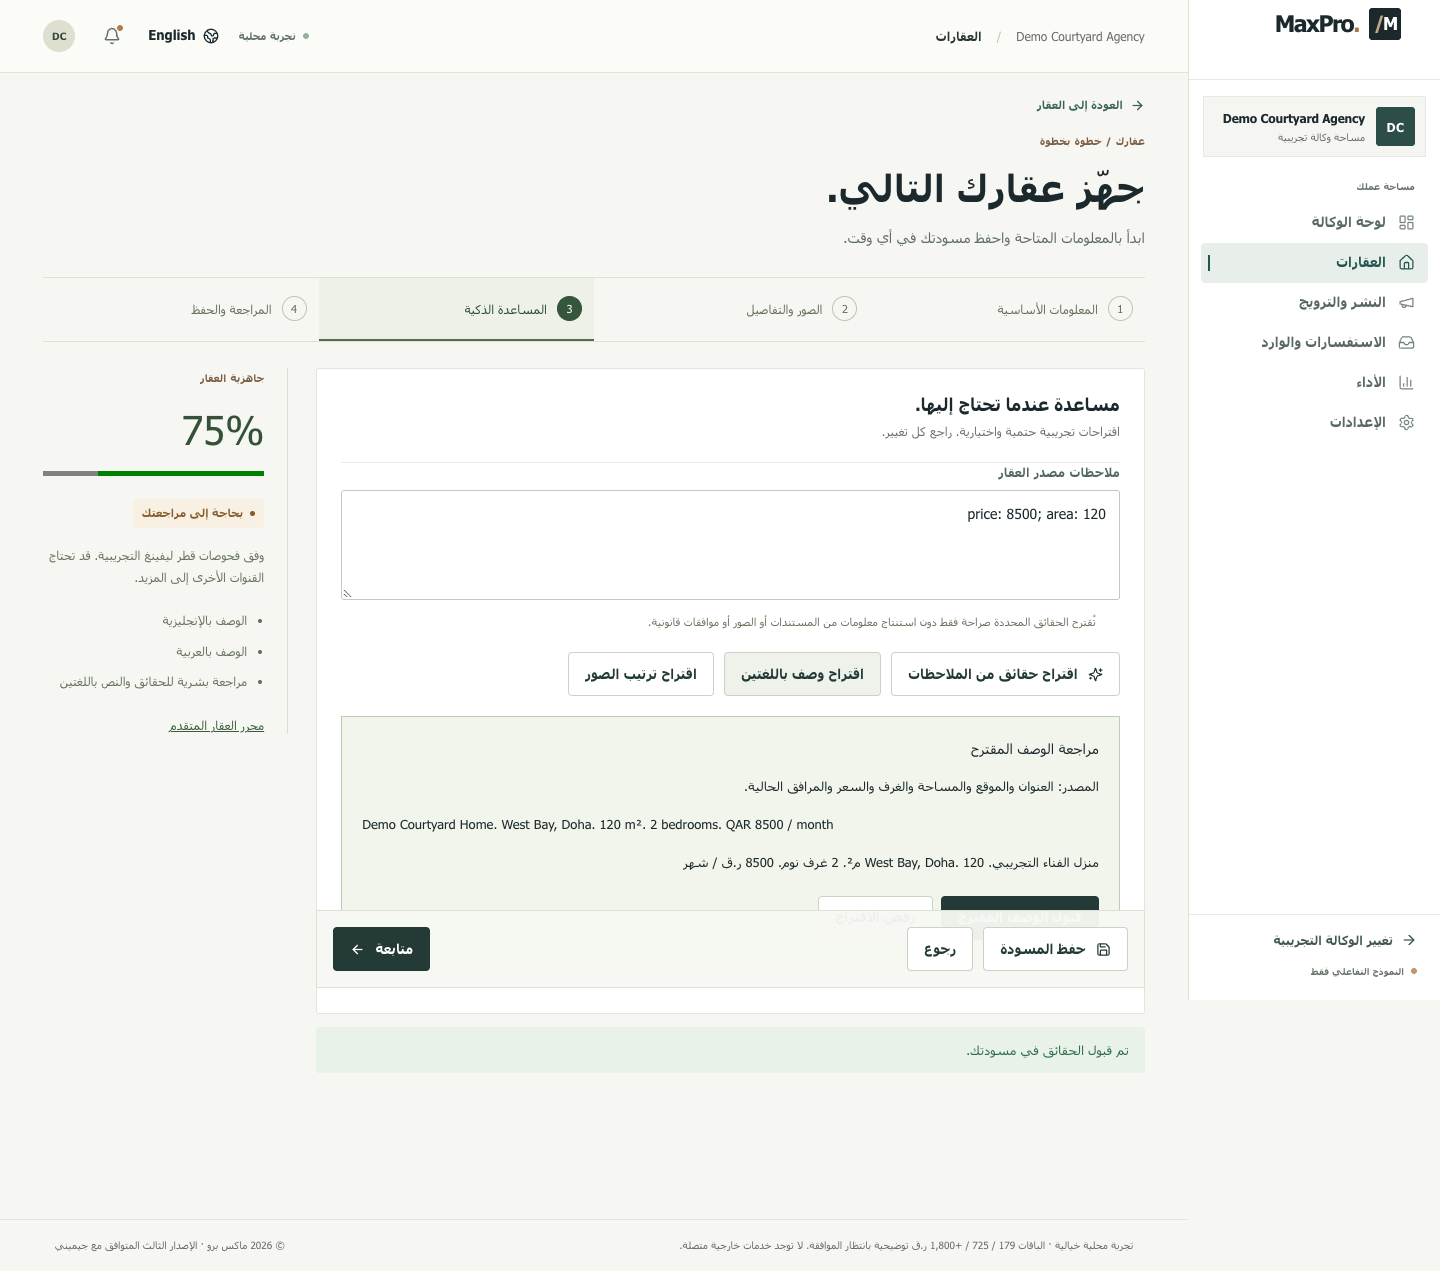 MaxPro. /M
Demo Courtyard Agency
DC
مساحة وكالة تجريبية
مساحة عملك
لوحة الوكالة
العقارات
النشر والترويج
الاستفسارات والوارد
الأداء
الإعدادات
تغيير الوكالة التجريبية
النموذج التفاعلي فقط
Demo Courtyard Agency / العقارات
تجربة محلية
English
DC
العودة إلى العقار
عقارك / خطوة بخطوة
جهّز عقارك التالي.
ابدأ بالمعلومات المتاحة واحفظ مسودتك في أي وقت.
1 المعلومات الأساسية
2 الصور والتفاصيل
3 المساعدة الذكية
4 المراجعة والحفظ
مساعدة عندما تحتاج إليها.
اقتراحات تجريبية حتمية واختيارية. راجع كل تغيير.
ملاحظات مصدر العقار
price: 8500; area: 120
تُقترح الحقائق المحددة صراحة فقط دون استنتاج معلومات من المستندات أو الصور أو موافقات قانونية.
اقتراح حقائق من الملاحظات
اقتراح وصف باللغتين
اقتراح ترتيب الصور
مراجعة الوصف المقترح
المصدر: العنوان والموقع والمساحة والغرف والسعر والمرافق الحالية.
Demo Courtyard Home. West Bay, Doha. 120 m². 2 bedrooms. QAR 8500 / month
منزل الفناء التجريبي. West Bay, Doha. 120 م². 2 غرف نوم. 8500 ر.ق / شهر
قبول الوصف المقترح
رفض الاقتراح
حفظ المسودة
رجوع
متابعة
تم قبول الحقائق في مسودتك.
جاهزية العقار
75%
بحاجة إلى مراجعتك
وفق فحوصات قطر ليفينغ التجريبية. قد تحتاج
القنوات الأخرى إلى المزيد.
الوصف بالإنجليزية
الوصف بالعربية
مراجعة بشرية للحقائق والنص باللغتين
محرر العقار المتقدم
تجربة محلية خيالية · الباقات 179 / 725 / +1,800 ر.ق توضيحية بانتظار الموافقة. لا توجد خدمات خارجية متصلة.
© 2026 ماكس برو · الإصدار الثالث المتوافق مع جيميني